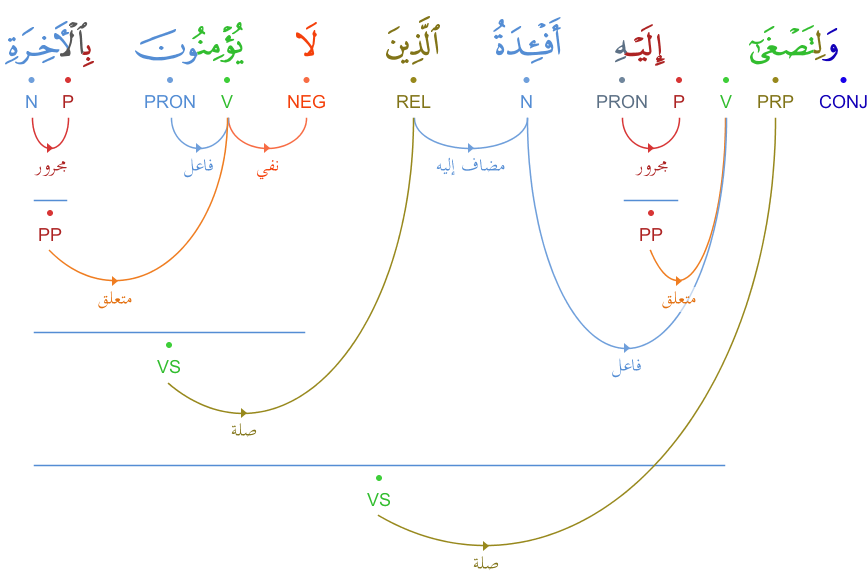 وَلِتَصْغَىٰٓ إِلَيْهِ أَفْـِٔدَةُ ٱلَّذِينَ لَا يُؤْمِنُونَ بِٱلْـَٔاخِرَةِ
N P PRON V NEG REL N PRON P V PRP CONJ
مجرور فاعل نفي مضاف إليه مجرور
PP PP
متعلق متعلق
VS فاعل
صلة
VS
صلة